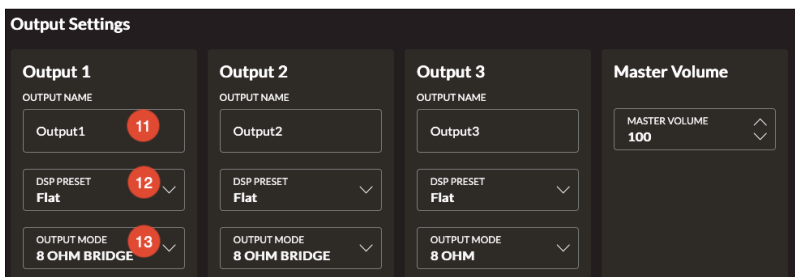 Output Settings
Output 1
OUTPUT NAME
Output1
11
DSP PRESET
Flat
12
OUTPUT MODE
8 OHM BRIDGE
13
Output 2
OUTPUT NAME
Output2
DSP PRESET
Flat
OUTPUT MODE
8 OHM BRIDGE
Output 3
OUTPUT NAME
Output3
DSP PRESET
Flat
OUTPUT MODE
8 OHM
Master Volume
MASTER VOLUME
100